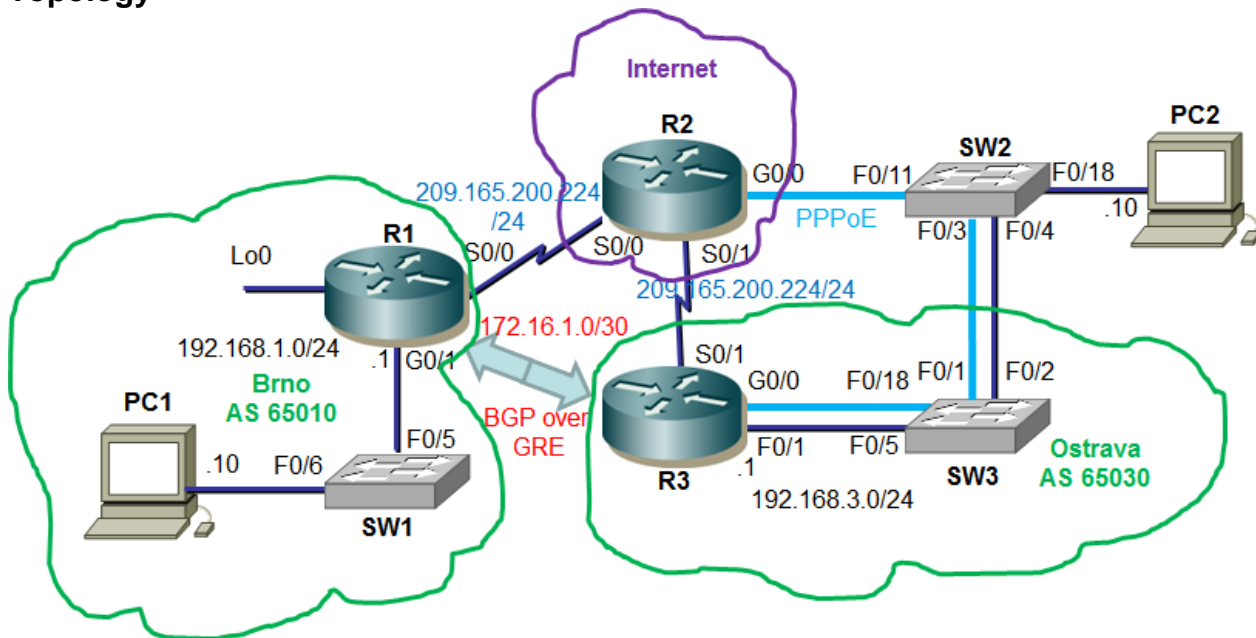 Topology
Internet
R2
PC2
SW2
G0/0
F0/11
F0/18
PPPoE
.10
209.165.200.224
/24
F0/3
F0/4
R1
S0/0
S0/0
S0/1
Lo0
209.165.200.224/24
172.16.1.0/30
192.168.1.0/24
.1
G0/1
S0/1
Brno
AS 65010
G0/0
F0/18
F0/1
F0/2
PC1
BGP over
GRE
F0/5
F0/1
F0/5
Ostrava
AS 65030
.10
F0/6
R3
.1
SW3
192.168.3.0/24
SW1